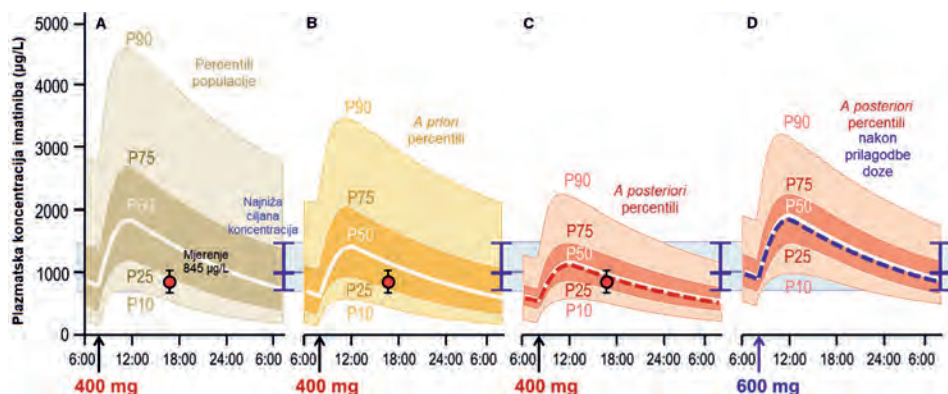 Plazmatska koncentracija imatiniba (µg/L)
5000
4000
3000
2000
1000
0
A
P90
Percentili
populacije
P75
P50
P25
P10
Mjerenje
845 µg/L
Najniža
ciljana
koncentracija
6:00
12:00
18:00
24:00
6:00
400 mg
B
P90
A priori
percentili
P75
P50
P25
P10
6:00
12:00
18:00
24:00
6:00
400 mg
C
P90
A posteriori
percentili
P75
P50
P25
P10
6:00
12:00
18:00
24:00
6:00
400 mg
D
P90
A posteriori
percentili
nakon
prilagodbe
doze
P75
P50
P25
P10
6:00
12:00
18:00
24:00
6:00
600 mg